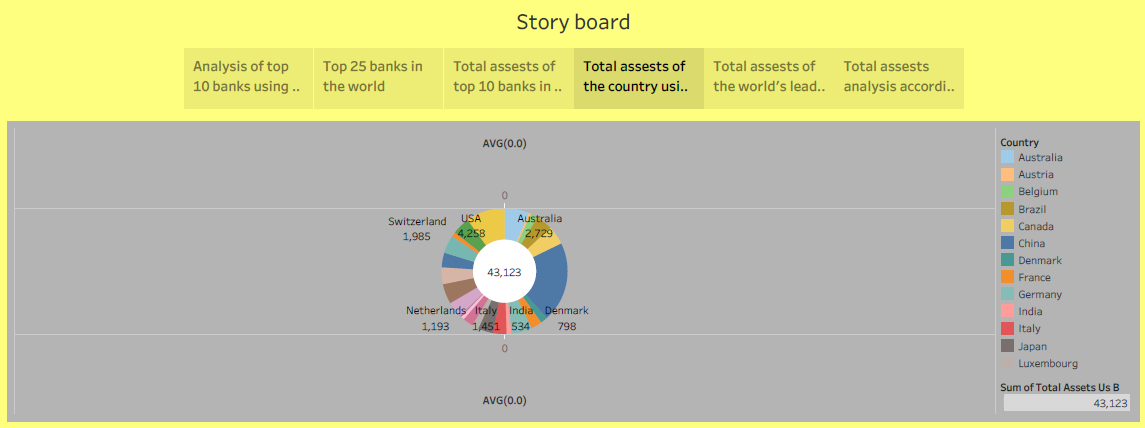 Story board
Analysis of top
10 banks using ..
Top 25 banks in
the world
Total assests of
top 10 banks in ..
Total assests of
the country usi..
Total assests of
the world's lead..
Total assests
analysis accordi..
AVG(0.0)
0
Switzerland
1,985
USA
4,258
Australia
2,729
43,123
Netherlands
1,193
Italy
1,451
India
534
Denmark
798
0
AVG(0.0)
Country
Australia
Austria
Belgium
Brazil
Canada
China
Denmark
France
Germany
India
Italy
Japan
Luxembourg
Sum of Total Assets Us B
43,123